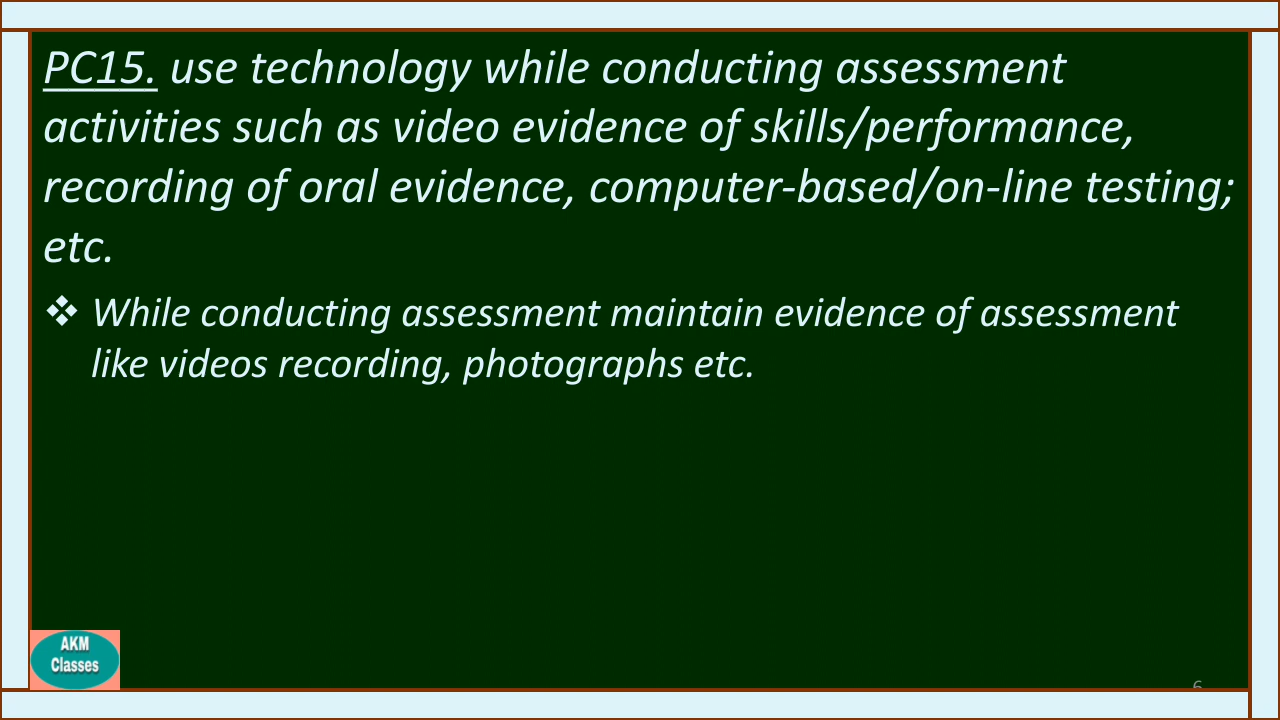 PC15. use technology while conducting assessment
activities such as video evidence of skills/performance,
recording of oral evidence, computer-based/on-line testing;
etc.
❖ While conducting assessment maintain evidence of assessment
like videos recording, photographs etc.
AKM
Classes
6